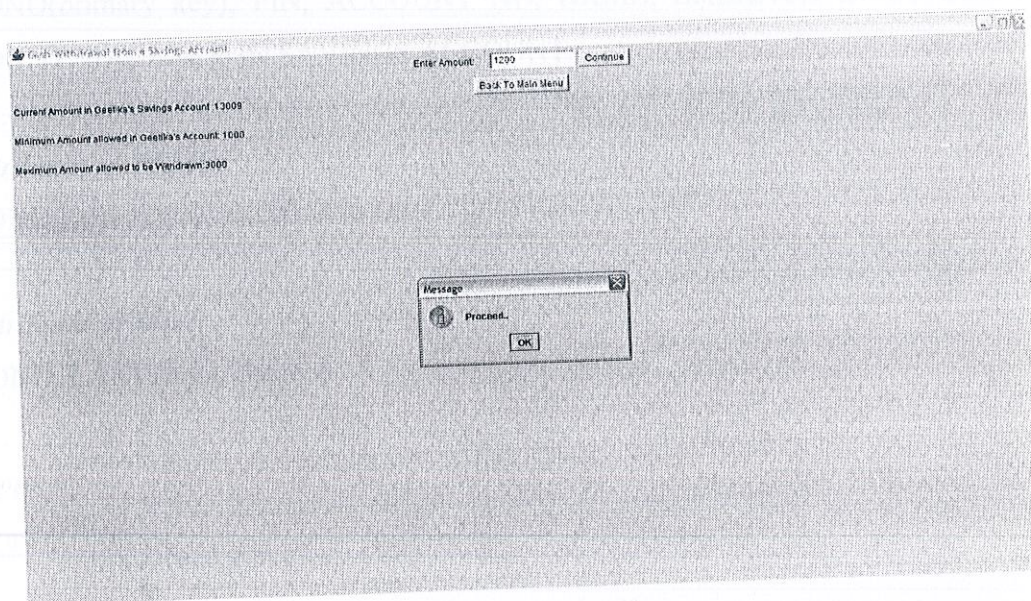 Cash Withdrawal from a Savings Account
Enter Amount: 1200 Continue
Back To Main Menu
Current Amount in Geetika's Savings Account: 13009
Minimum Amount allowed in Geetika's Account: 1000
Maximum Amount allowed to be Withdrawn:3000
Message
Proceed..
OK